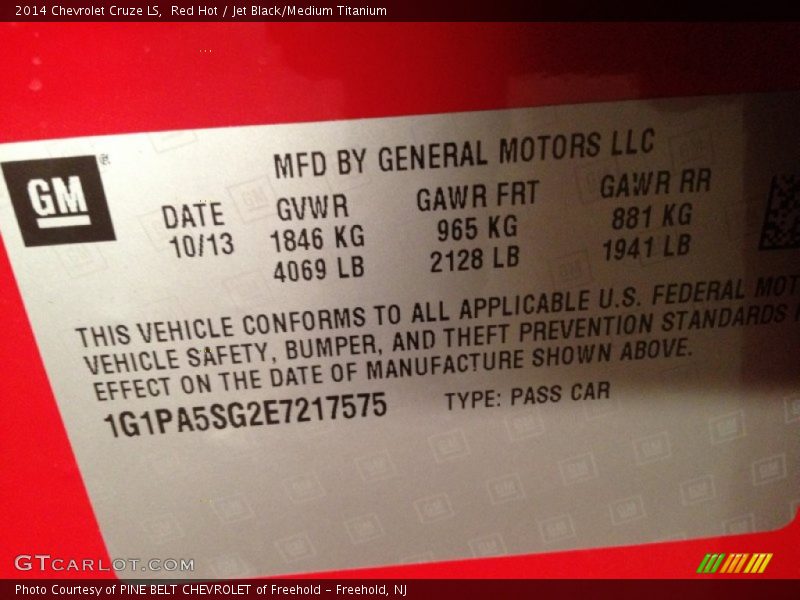 2014 Chevrolet Cruze LS,  Red Hot / Jet Black/Medium Titanium
GM®
MFD BY GENERAL MOTORS LLC
DATE GVWR GAWR FRT GAWR RR
10/13 1846 KG 965 KG 881 KG
4069 LB 2128 LB 1941 LB
THIS VEHICLE CONFORMS TO ALL APPLICABLE U.S. FEDERAL MOT
VEHICLE SAFETY, BUMPER, AND THEFT PREVENTION STANDARDS
EFFECT ON THE DATE OF MANUFACTURE SHOWN ABOVE.
1G1PA5SG2E7217575 TYPE: PASS CAR
GTCARLOT.COM
Photo Courtesy of PINE BELT CHEVROLET of Freehold - Freehold, NJ